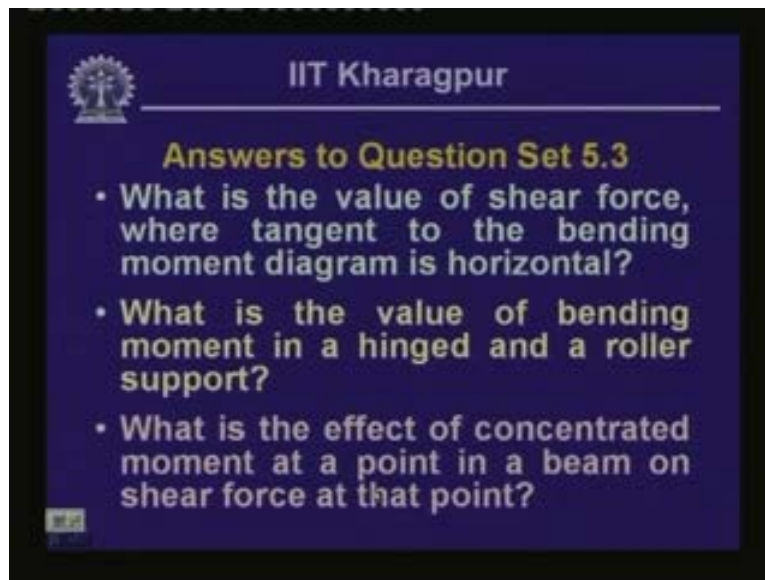 IIT Kharagpur
Answers to Question Set 5.3
• What is the value of shear force,
where tangent to the bending
moment diagram is horizontal?
• What is the value of bending
moment in a hinged and a roller
support?
• What is the effect of concentrated
moment at a point in a beam on
shear force at that point?